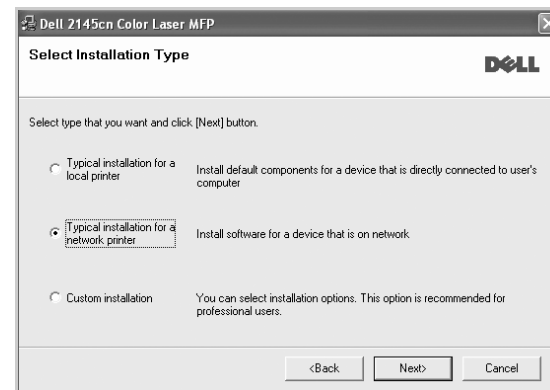 Dell 2145cn Color Laser MFP
Select Installation Type
DELL
Select type that you want and click [Next] button.
Typical installation for a
local printer
Install default components for a device that is directly connected to user's
computer
Typical installation for a
network printer
Install software for a device that is on network
Custom installation
You can select installation options. This option is recommended for
professional users.
<Back
Next>
Cancel